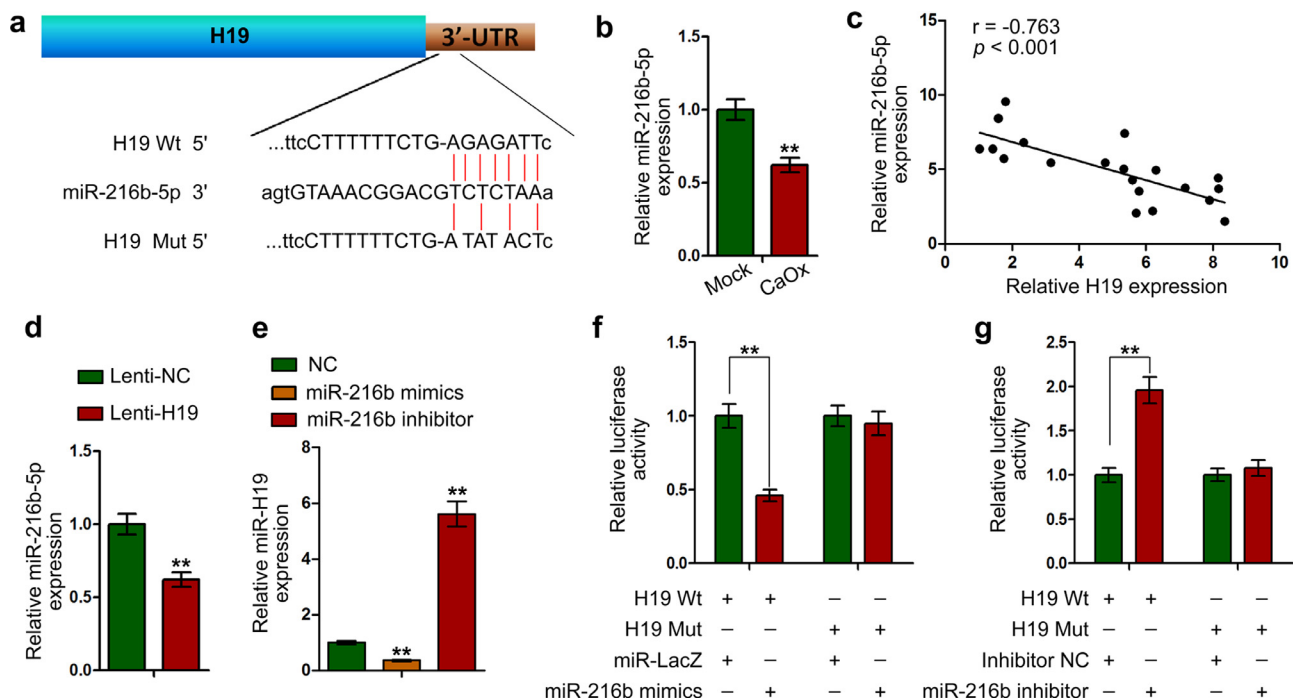 a
H19
3'-UTR
H19 Wt 5' ...ttcCTTTTTTCTG-AGAGATTc
miR-216b-5p 3' agtGTAAACGGACGTCTCTAAa
H19 Mut 5' ...ttcCTTTTTTCTG-A TAT ACTc
b
Relative miR-216b-5p
expression
1.5
1.0
0.5
0.0
**
Mock
CaOx
c
r = -0.763
p < 0.001
Relative miR-216b-5p
expression
15
10
5
0
0 2 4 6 8 10
Relative H19 expression
d
Lenti-NC
Lenti-H19
Relative miR-216b-5p
expression
1.5
1.0
0.5
0.0
**
e
NC
miR-216b mimics
miR-216b inhibitor
Relative miR-H19
expression
8
6
4
2
0
**
**
f
Relative luciferase
activity
1.5
1.0
0.5
0.0
**
H19 Wt + + – –
H19 Mut – – + +
miR-LacZ + – + –
miR-216b mimics – + – +
g
Relative luciferase
activity
2.5
2.0
1.5
1.0
0.5
0.0
**
H19 Wt + + – –
H19 Mut – – + +
Inhibitor NC + – + –
miR-216b inhibitor – + – +